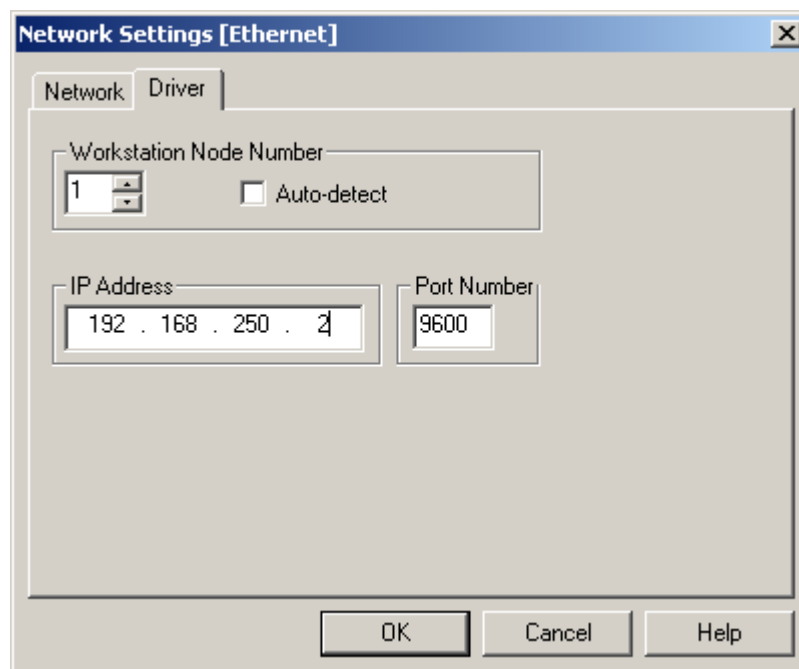 Network Settings [Ethernet]
Network Driver
Workstation Node Number
1 Auto-detect
IP Address Port Number
192 . 168 . 250 . 2 9600
OK Cancel Help